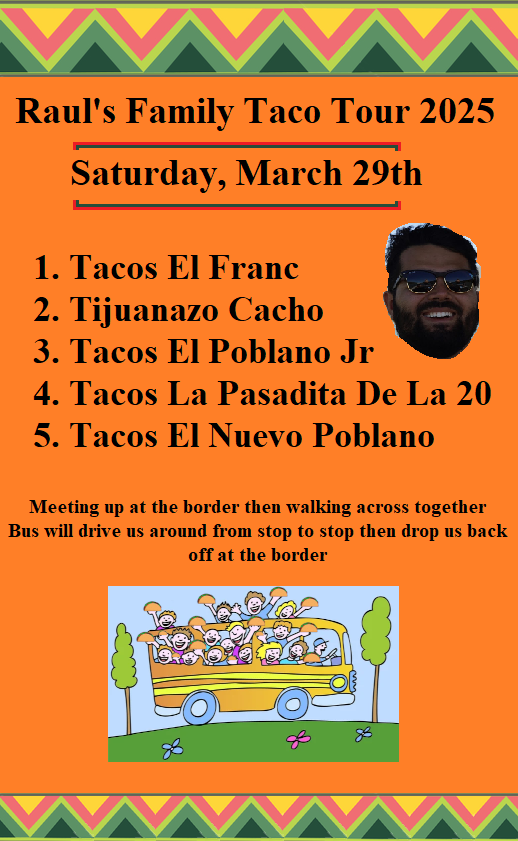 Raul's Family Taco Tour 2025
Saturday, March 29th
1. Tacos El Franc
2. Tijuanazo Cacho
3. Tacos El Poblano Jr
4. Tacos La Pasadita De La 20
5. Tacos El Nuevo Poblano
Meeting up at the border then walking across together
Bus will drive us around from stop to stop then drop us back
off at the border